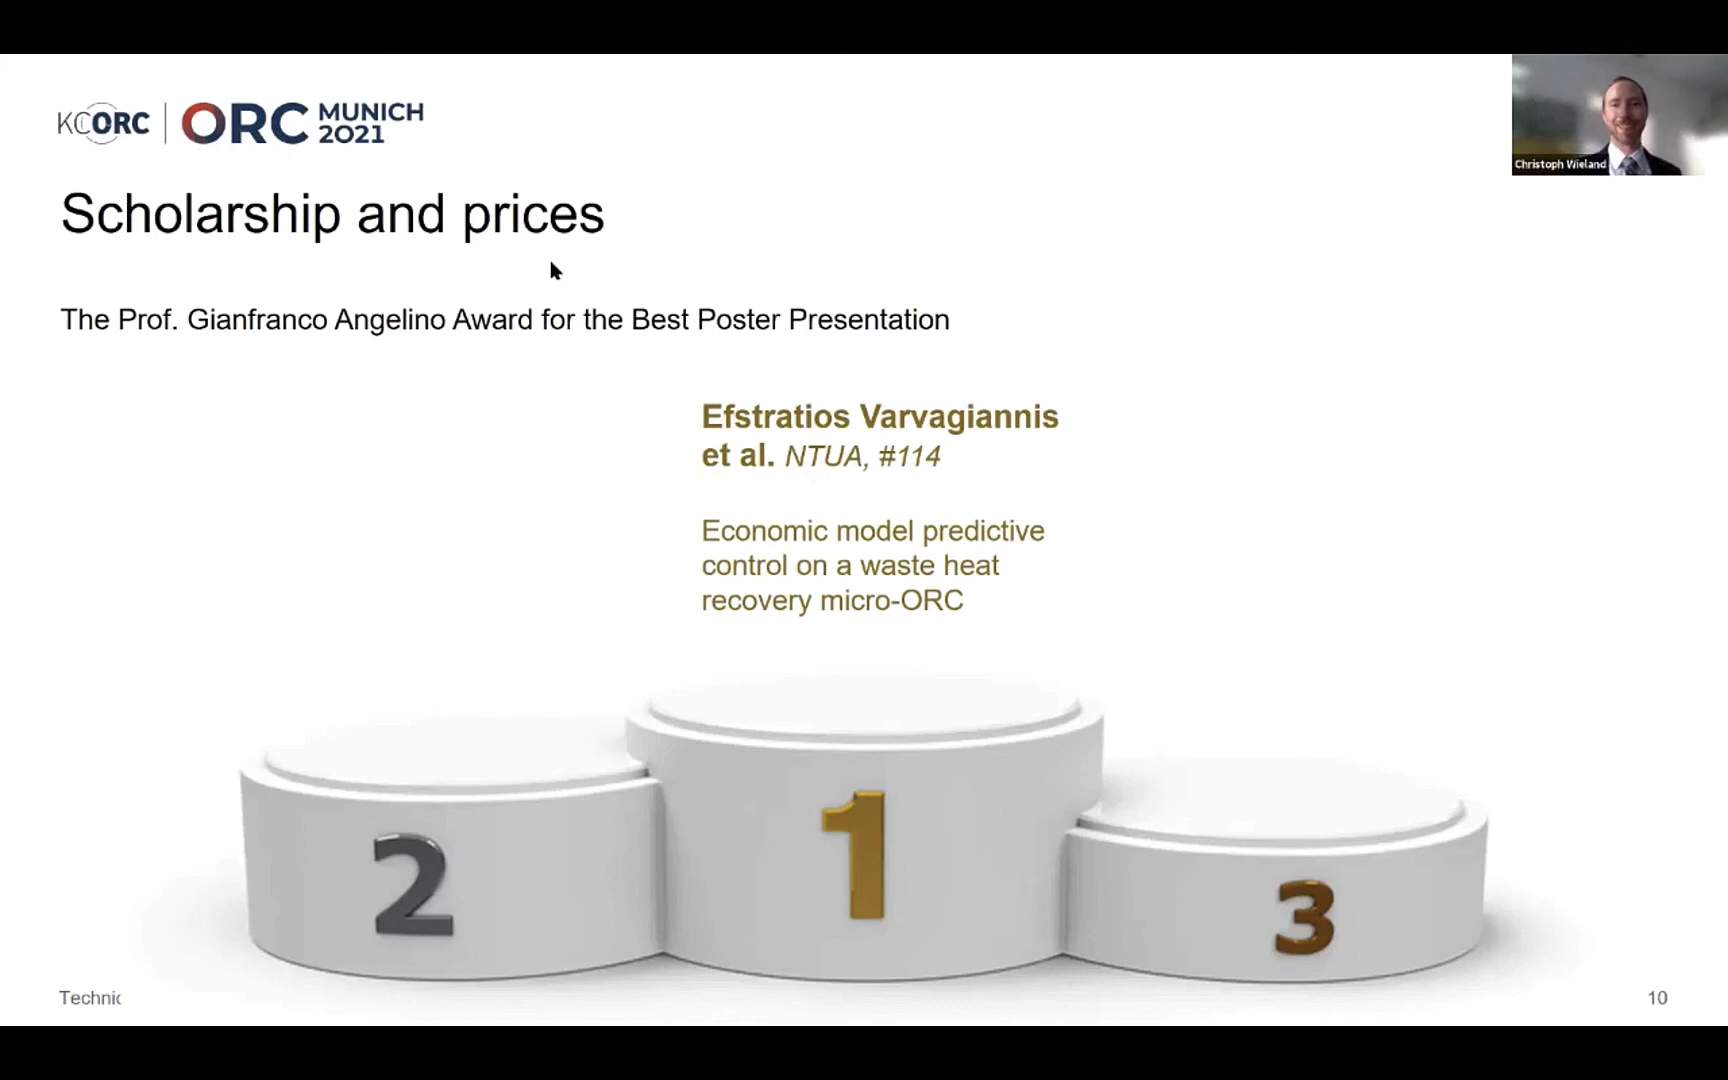 KCORC
ORC MUNICH
2021
Christoph Wieland
Scholarship and prices
The Prof. Gianfranco Angelino Award for the Best Poster Presentation
Efstratios Varvagiannis
et al. NTUA, #114
Economic model predictive
control on a waste heat
recovery micro-ORC
2
1
3
Technic
10